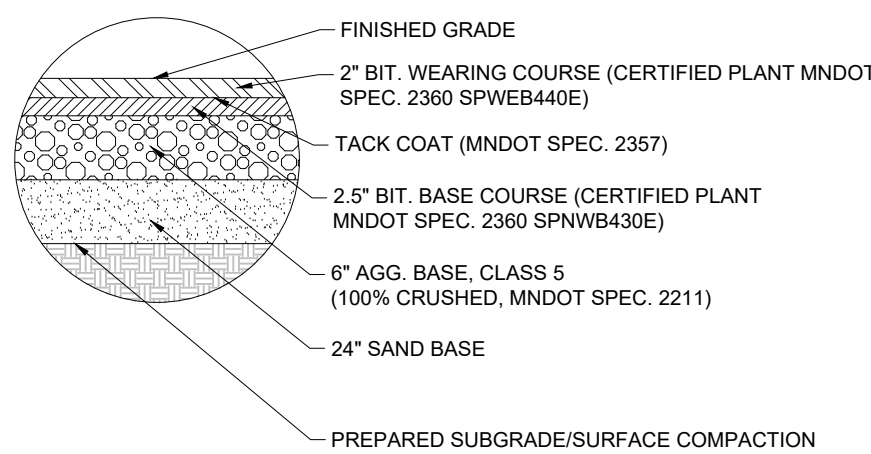 FINISHED GRADE
2" BIT. WEARING COURSE (CERTIFIED PLANT MNDOT
SPEC. 2360 SPWEB440E)
TACK COAT (MNDOT SPEC. 2357)
2.5" BIT. BASE COURSE (CERTIFIED PLANT
MNDOT SPEC. 2360 SPNWB430E)
6" AGG. BASE, CLASS 5
(100% CRUSHED, MNDOT SPEC. 2211)
24" SAND BASE
PREPARED SUBGRADE/SURFACE COMPACTION